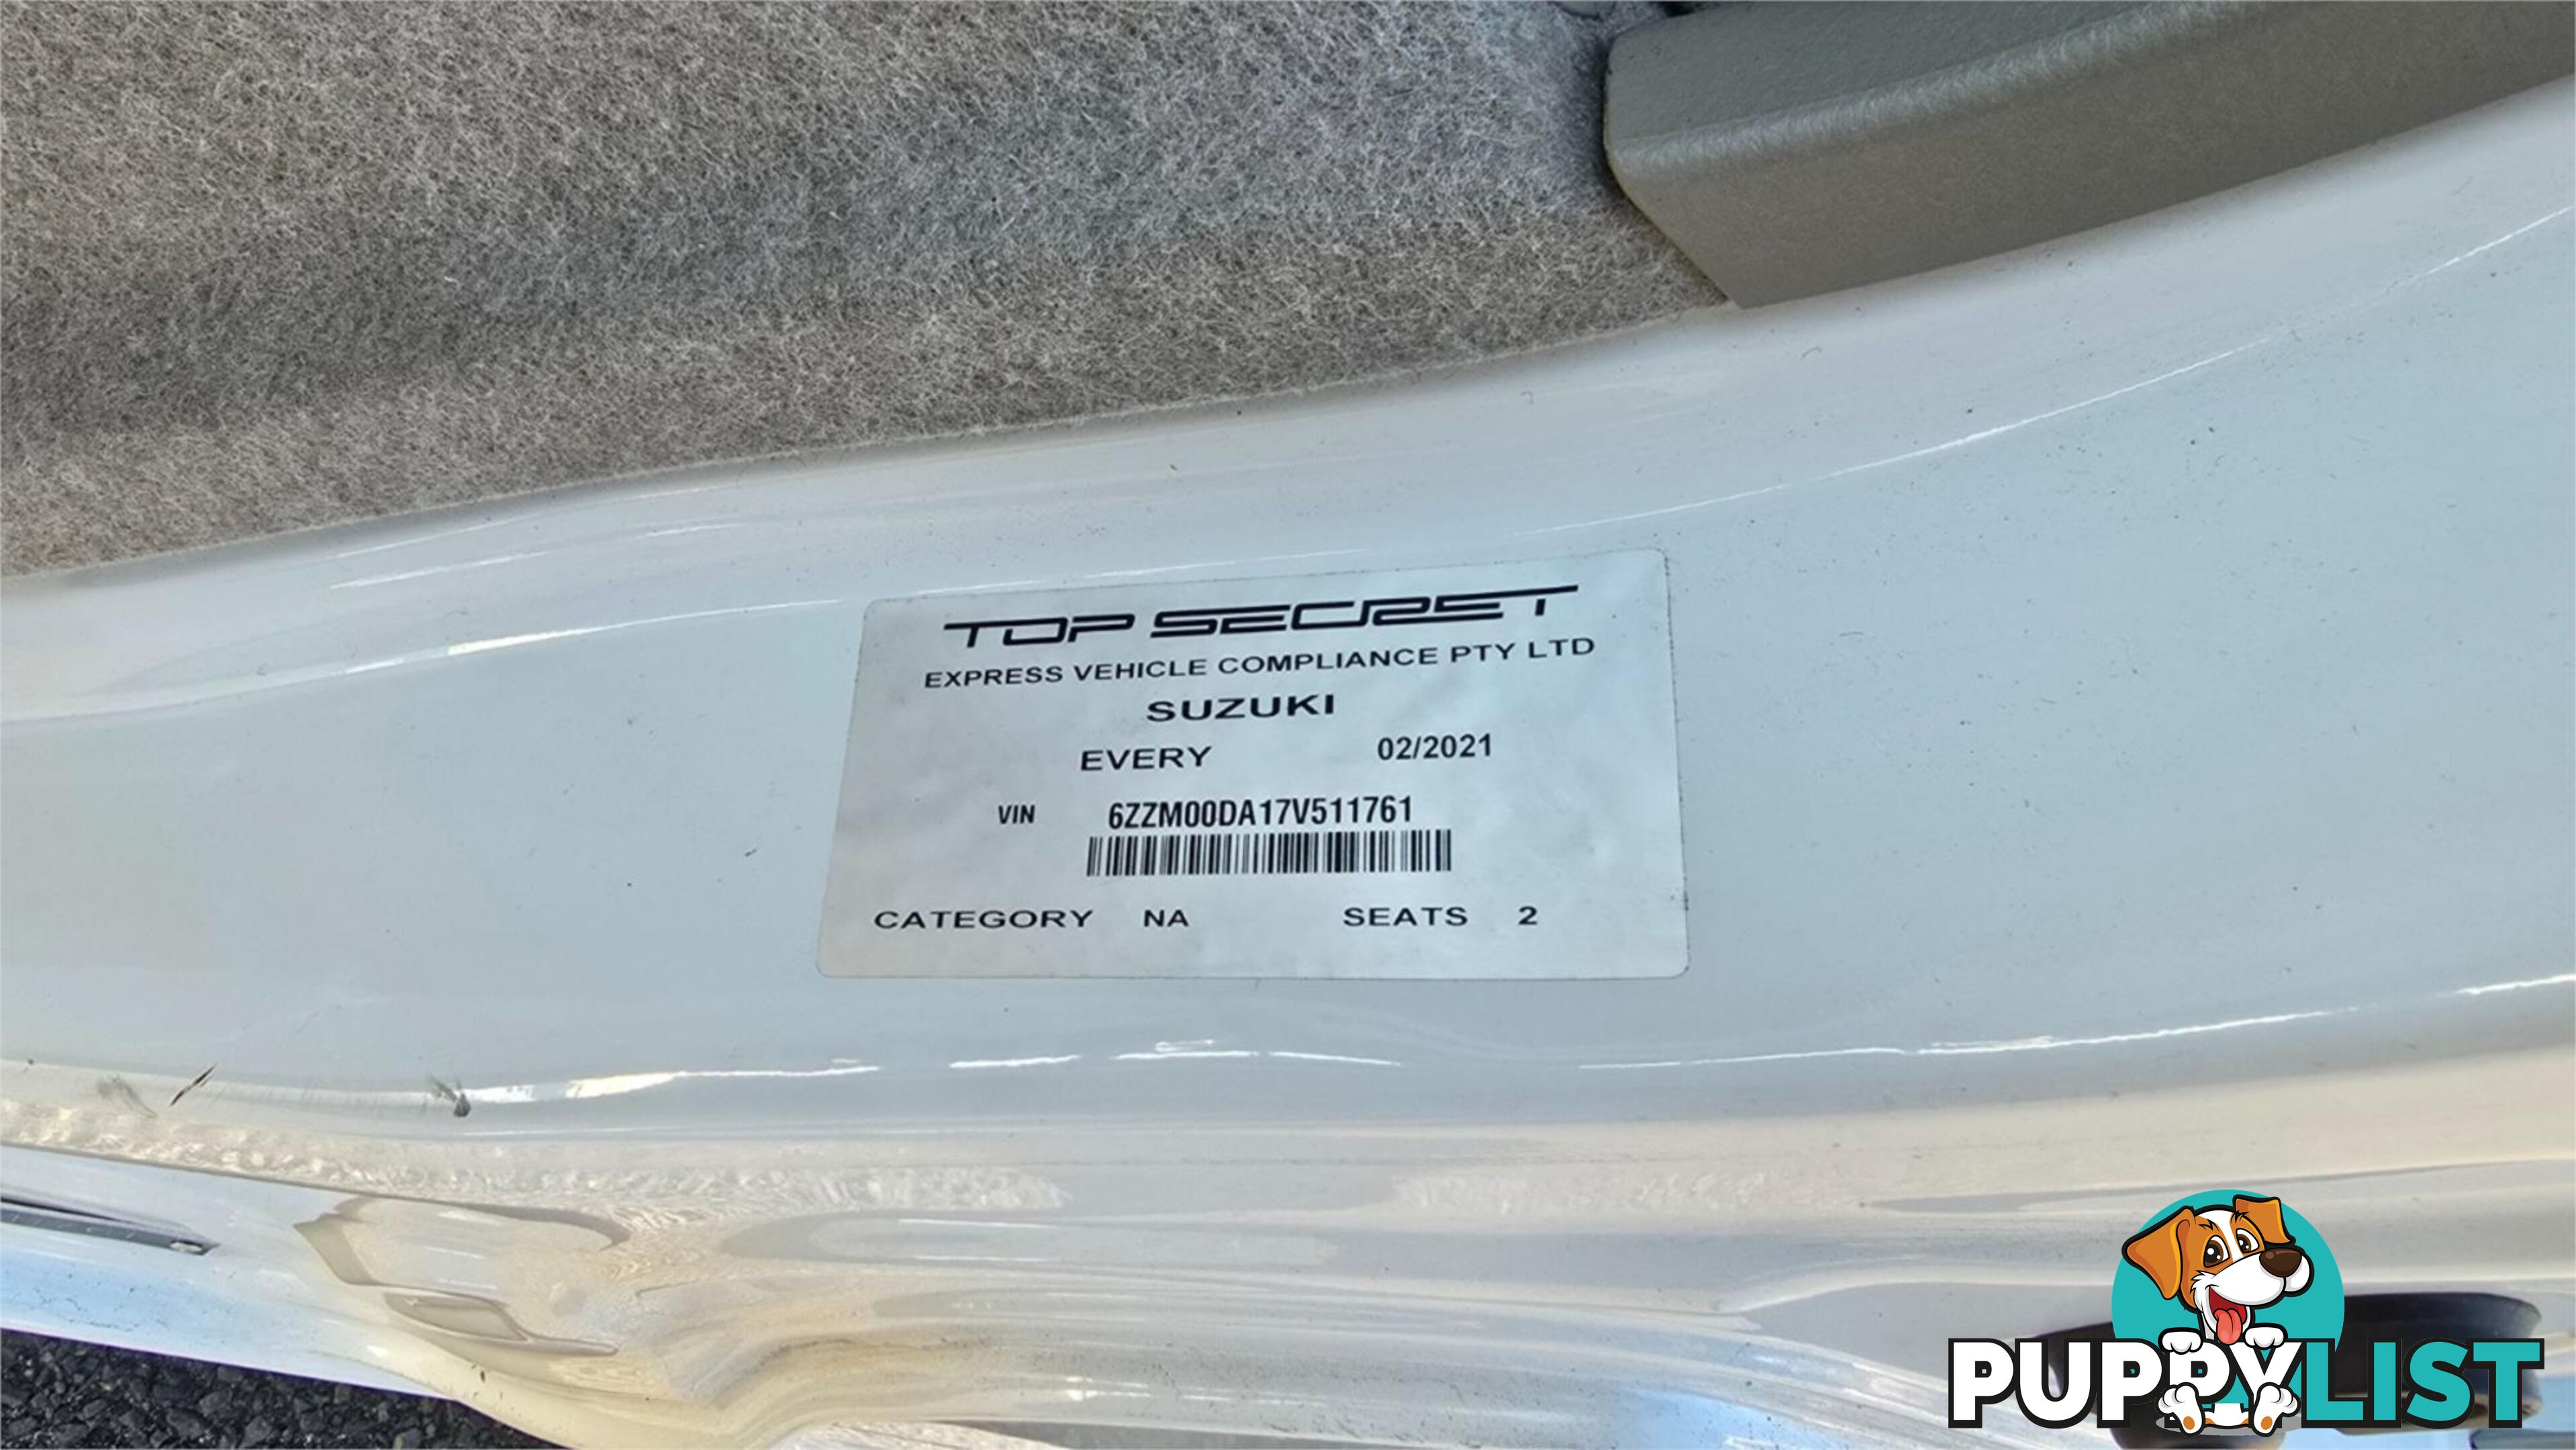 TOP SECRET
EXPRESS VEHICLE COMPLIANCE PTY LTD
SUZUKI
EVERY 02/2021
VIN 6ZZM00DA17V511761
CATEGORY NA SEATS 2
PUPPYLIST